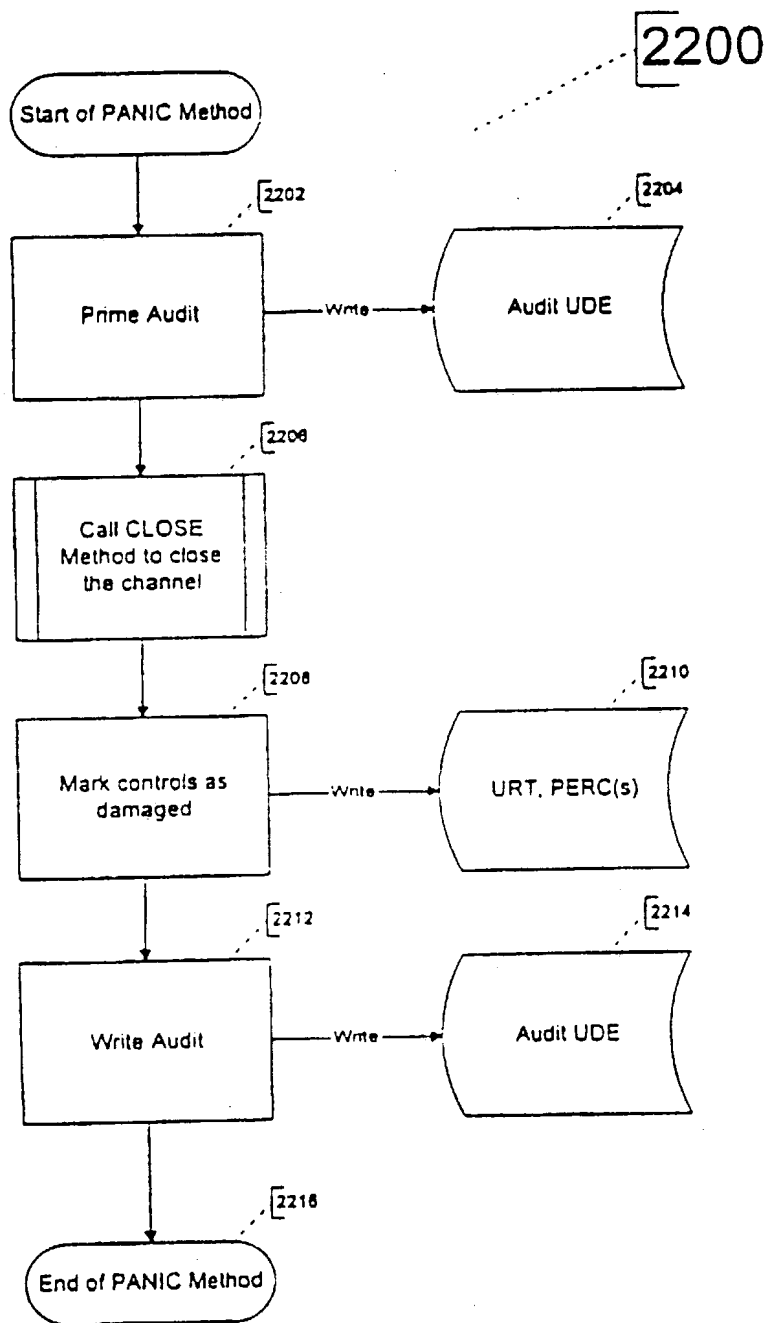 2200
Start of PANIC Method
2202
2204
Prime Audit
Write
Audit UDE
2206
Call CLOSE
Method to close
the channel
2208
2210
Mark controls as
damaged
Write
URT, PERC(s)
2212
2214
Write Audit
Write
Audit UDE
2216
End of PANIC Method